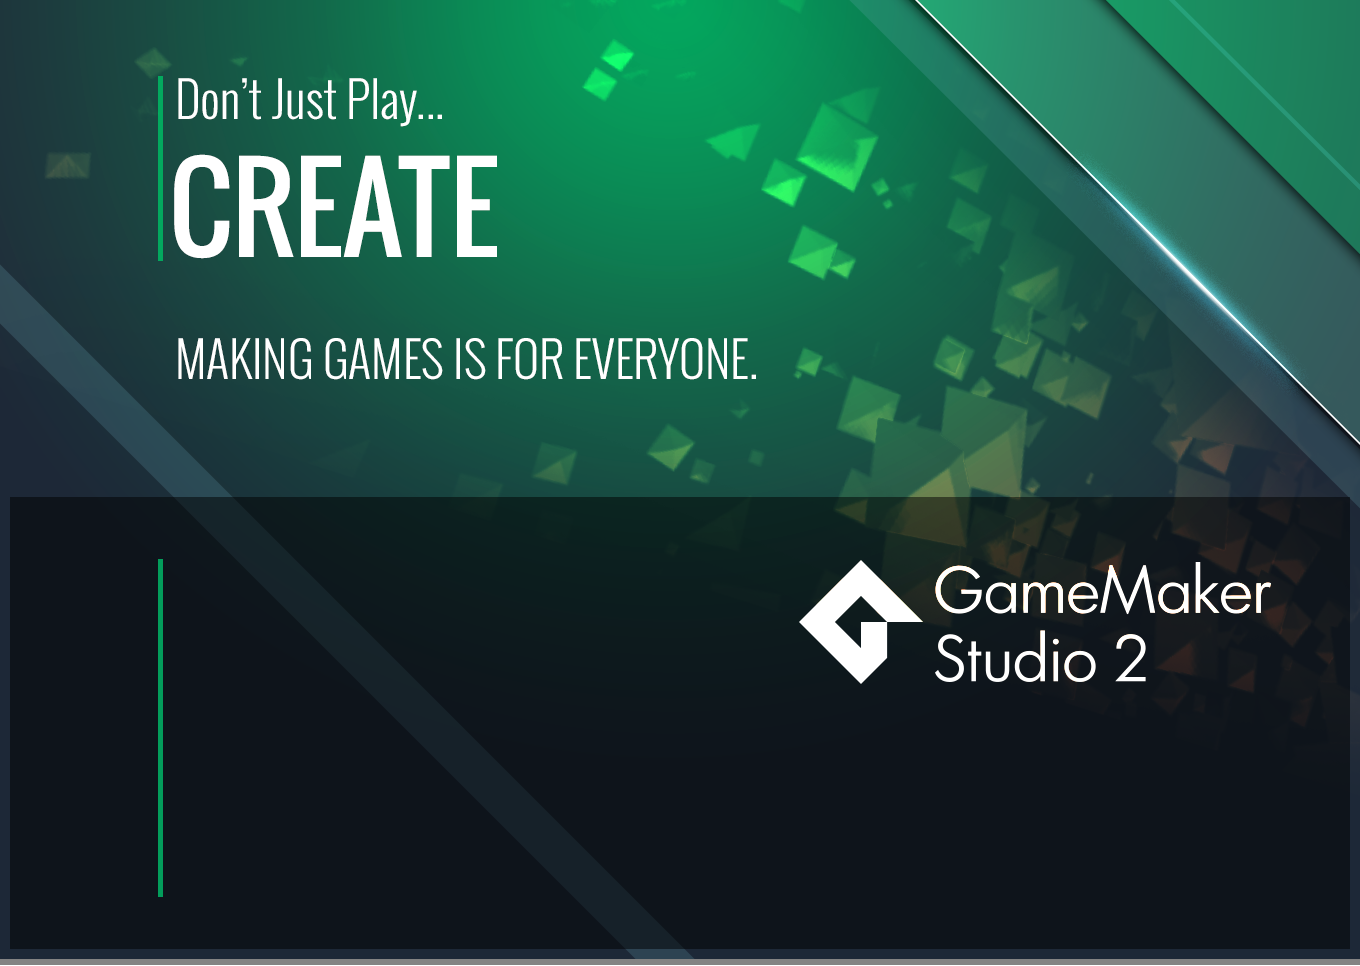 Don’t Just Play...
CREATE
MAKING GAMES IS FOR EVERYONE.
GameMaker
Studio 2